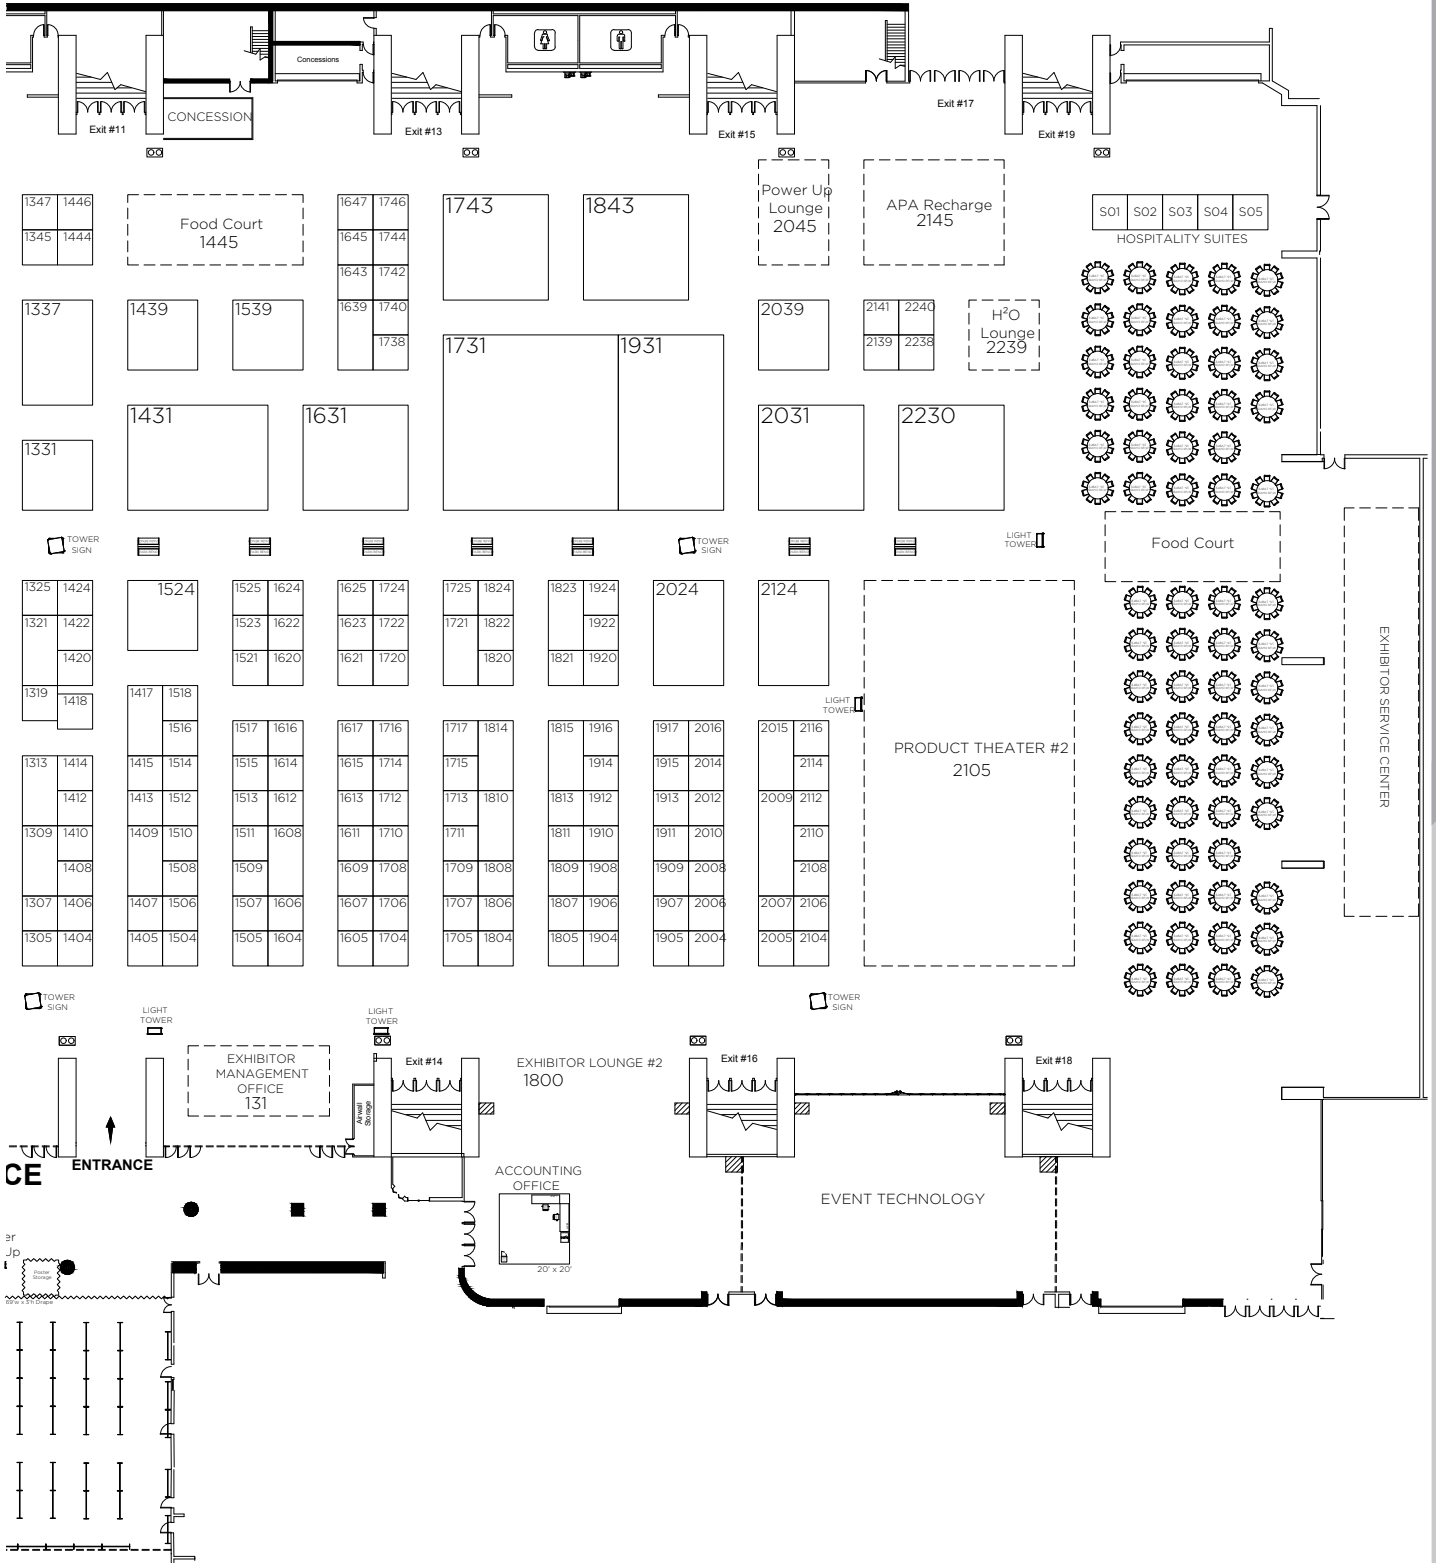 Concessions
CONCESSION
Exit #11
Exit #13
Exit #15
Exit #17
Exit #19
1347 1446
1345 1444
Food Court
1445
1647 1746
1645 1744
1643 1742
1639 1740
1738
1743
1843
Power Up
Lounge
2045
APA Recharge
2145
S01 S02 S03 S04 S05
HOSPITALITY SUITES
1337
1439
1539
1731
1931
2039
2141 2240
2139 2238
H²O
Lounge
2239
1331
1431
1631
2031
2230
TOWER
SIGN
TOWER
SIGN
LIGHT
TOWER
Food Court
EXHIBITOR SERVICE CENTER
1325 1424
1321 1422
1420
1319
1418
1524
1525 1624
1523 1622
1521 1620
1625 1724
1623 1722
1621 1720
1725 1824
1721 1822
1820
1823 1924
1922
1821 1920
2024
2124
LIGHT
TOWER
PRODUCT THEATER #2
2105
1313 1414
1412
1309 1410
1408
1307 1406
1305 1404
1417 1518
1516
1415 1514
1413 1512
1409 1510
1508
1407 1506
1405 1504
1517 1616
1515 1614
1513 1612
1511 1608
1509
1507 1606
1505 1604
1617 1716
1615 1714
1613 1712
1611 1710
1609 1708
1607 1706
1605 1704
1717 1814
1715
1713 1810
1711
1709 1808
1707 1806
1705 1804
1815 1916
1914
1813 1912
1811 1910
1809 1908
1807 1906
1805 1904
1917 2016
1915 2014
1913 2012
1911 2010
1909 2008
1907 2006
1905 2004
2015 2116
2114
2009 2112
2110
2108
2007 2106
2005 2104
TOWER
SIGN
LIGHT
TOWER
LIGHT
TOWER
TOWER
SIGN
EXHIBITOR
MANAGEMENT
OFFICE
131
Airwall
Storage
Exit #14
EXHIBITOR LOUNGE #2
1800
Exit #16
Exit #18
ENTRANCE
CE
ACCOUNTING
OFFICE
20' x 20'
EVENT TECHNOLOGY
er
Up
Poster
Storage